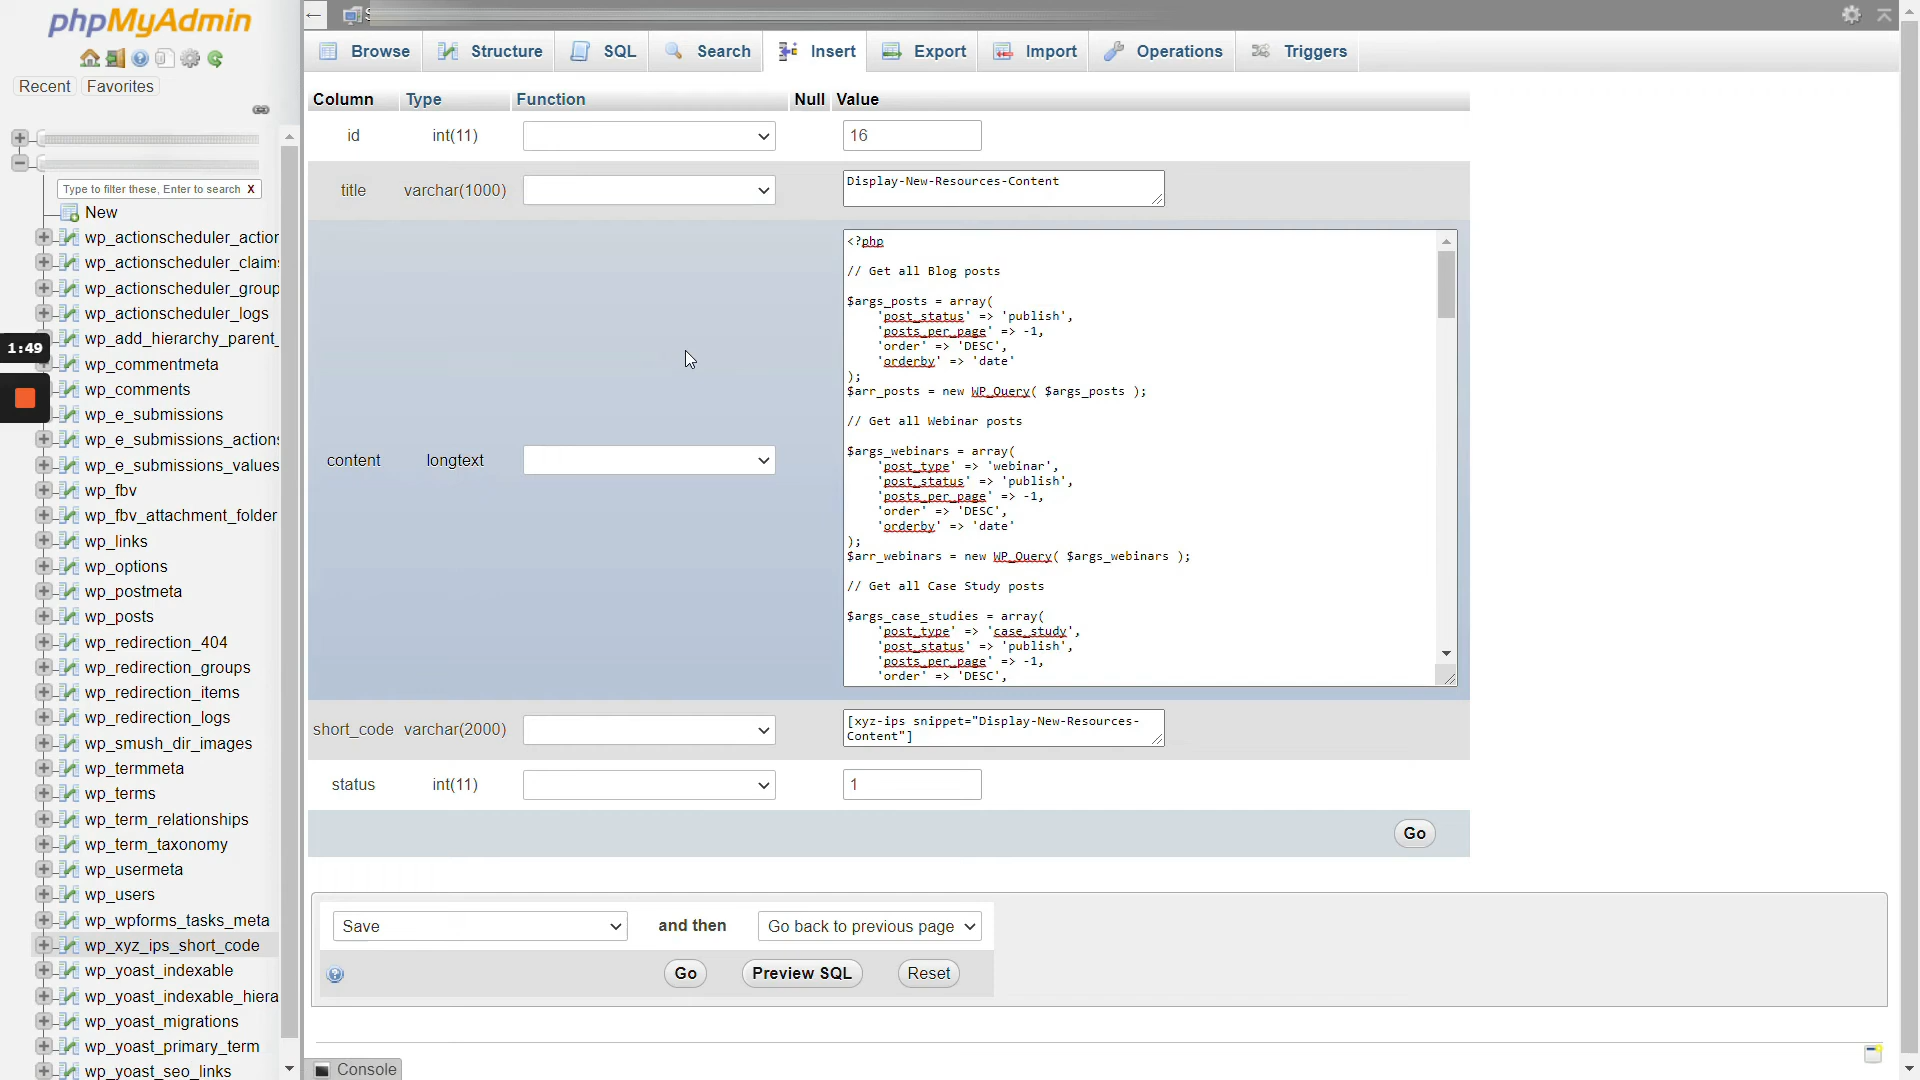 phpMyAdmin
Recent Favorites
Type to filter these, Enter to search X
New
wp_actionscheduler_action
wp_actionscheduler_claim
wp_actionscheduler_group
wp_actionscheduler_logs
wp_add_hierarchy_parent_
wp_commentmeta
wp_comments
wp_e_submissions
wp_e_submissions_actions
wp_e_submissions_values
wp_fbv
wp_fbv_attachment_folder
wp_links
wp_options
wp_postmeta
wp_posts
wp_redirection_404
wp_redirection_groups
wp_redirection_items
wp_redirection_logs
wp_smush_dir_images
wp_termmeta
wp_terms
wp_term_relationships
wp_term_taxonomy
wp_usermeta
wp_users
wp_wpforms_tasks_meta
wp_xyz_ips_short_code
wp_yoast_indexable
wp_yoast_indexable_hiera
wp_yoast_migrations
wp_yoast_primary_term
wp_yoast_seo_links
1:49
Browse Structure SQL Search Insert Export Import Operations Triggers
Column Type Function Null Value
id int(11) 16
title varchar(1000) Display-New-Resources-Content
content longtext
<?php
// Get all Blog posts
$args_posts = array(
'post_status' => 'publish',
'posts_per_page' => -1,
'order' => 'DESC',
'orderby' => 'date'
);
$arr_posts = new WP_Query( $args_posts );
// Get all Webinar posts
$args_webinars = array(
'post_type' => 'webinar',
'post_status' => 'publish',
'posts_per_page' => -1,
'order' => 'DESC',
'orderby' => 'date'
);
$arr_webinars = new WP_Query( $args_webinars );
// Get all Case Study posts
$args_case_studies = array(
'post_type' => 'case_study',
'post_status' => 'publish',
'posts_per_page' => -1,
'order' => 'DESC',
short_code varchar(2000) [xyz-ips snippet="Display-New-Resources-
Content"]
status int(11) 1
Go
Save and then Go back to previous page
Go Preview SQL Reset
Console